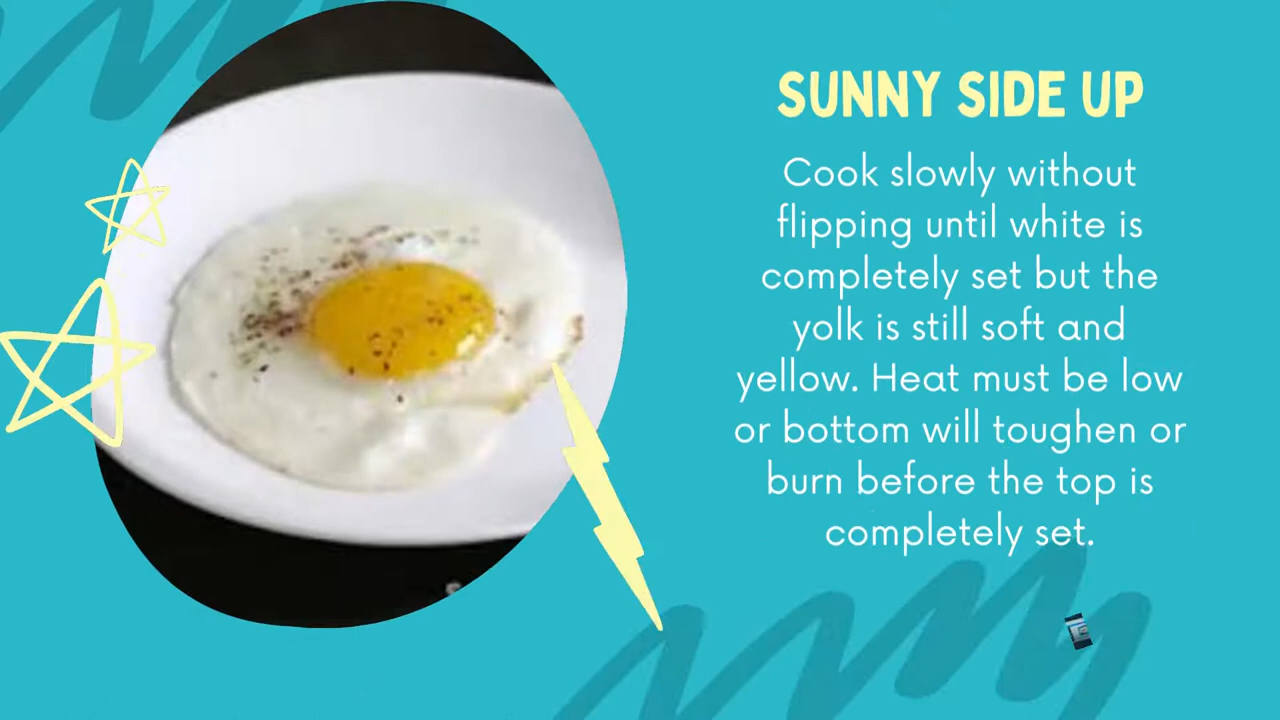 SUNNY SIDE UP
Cook slowly without
flipping until white is
completely set but the
yolk is still soft and
yellow. Heat must be low
or bottom will toughen or
burn before the top is
completely set.